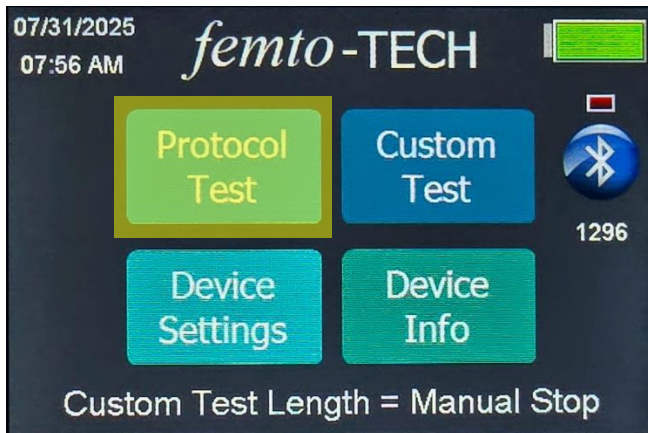 07/31/2025
07:56 AM
femto-TECH
Protocol
Test
Custom
Test
1296
Device
Settings
Device
Info
Custom Test Length = Manual Stop